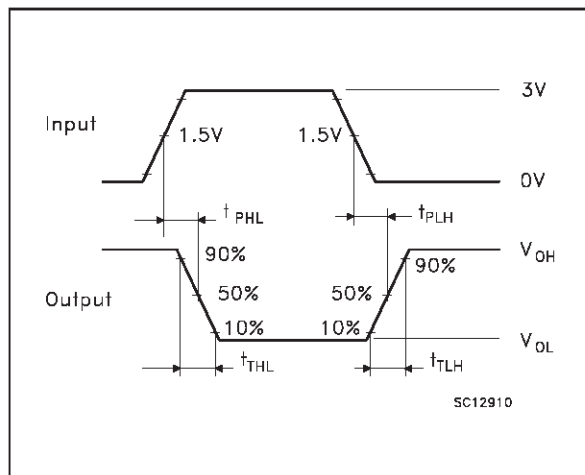 3V
Input
1.5V 1.5V
0V
tPHL tPLH
90% 90% VOH
Output 50% 50%
10% 10%
VOL
tTHL tTLH
SC12910